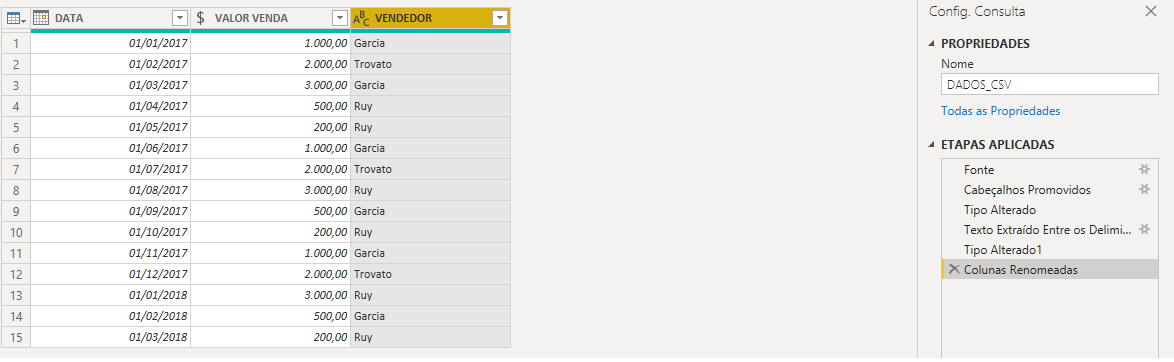 DATA $ VALOR VENDA ABC VENDEDOR
1 01/01/2017 1.000,00 Garcia
2 01/02/2017 2.000,00 Trovato
3 01/03/2017 3.000,00 Garcia
4 01/04/2017 500,00 Ruy
5 01/05/2017 200,00 Ruy
6 01/06/2017 1.000,00 Garcia
7 01/07/2017 2.000,00 Trovato
8 01/08/2017 3.000,00 Ruy
9 01/09/2017 500,00 Garcia
10 01/10/2017 200,00 Ruy
11 01/11/2017 1.000,00 Garcia
12 01/12/2017 2.000,00 Trovato
13 01/01/2018 3.000,00 Ruy
14 01/02/2018 500,00 Garcia
15 01/03/2018 200,00 Ruy
Config. Consulta
PROPRIEDADES
Nome
DADOS_CSV
Todas as Propriedades
ETAPAS APLICADAS
Fonte
Cabeçalhos Promovidos
Tipo Alterado
Texto Extraído Entre os Delimi...
Tipo Alterado1
Colunas Renomeadas